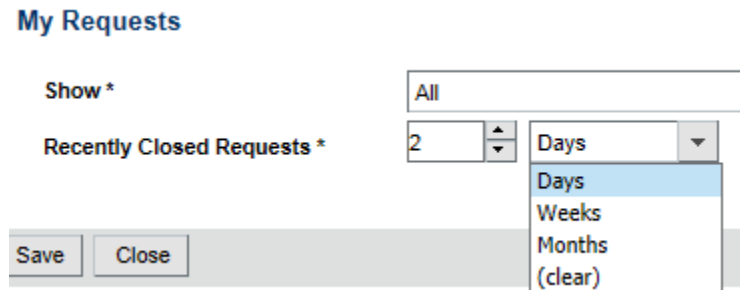 My Requests
Show *
All
Recently Closed Requests *
2
Days
Days
Weeks
Months
(clear)
Save
Close